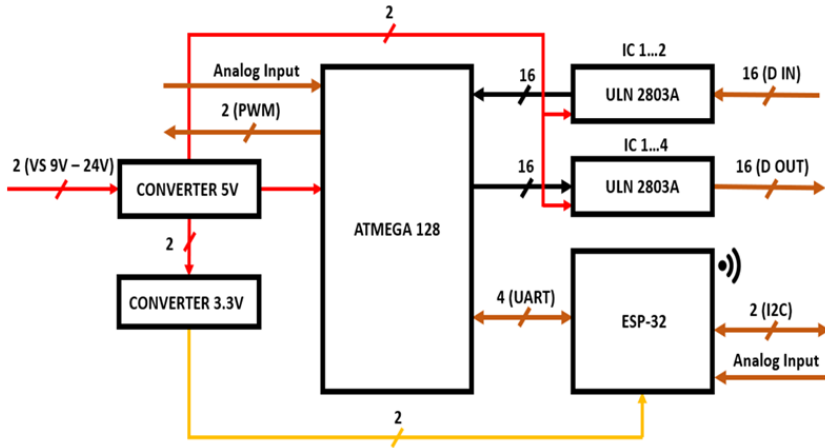 2
IC 1...2
Analog Input
16
ULN 2803A
16 (D IN)
2 (PWM)
IC 1...4
2 (VS 9V – 24V)
CONVERTER 5V
16
ULN 2803A
16 (D OUT)
ATMEGA 128
2
CONVERTER 3.3V
4 (UART)
ESP-32
2 (I2C)
Analog Input
2